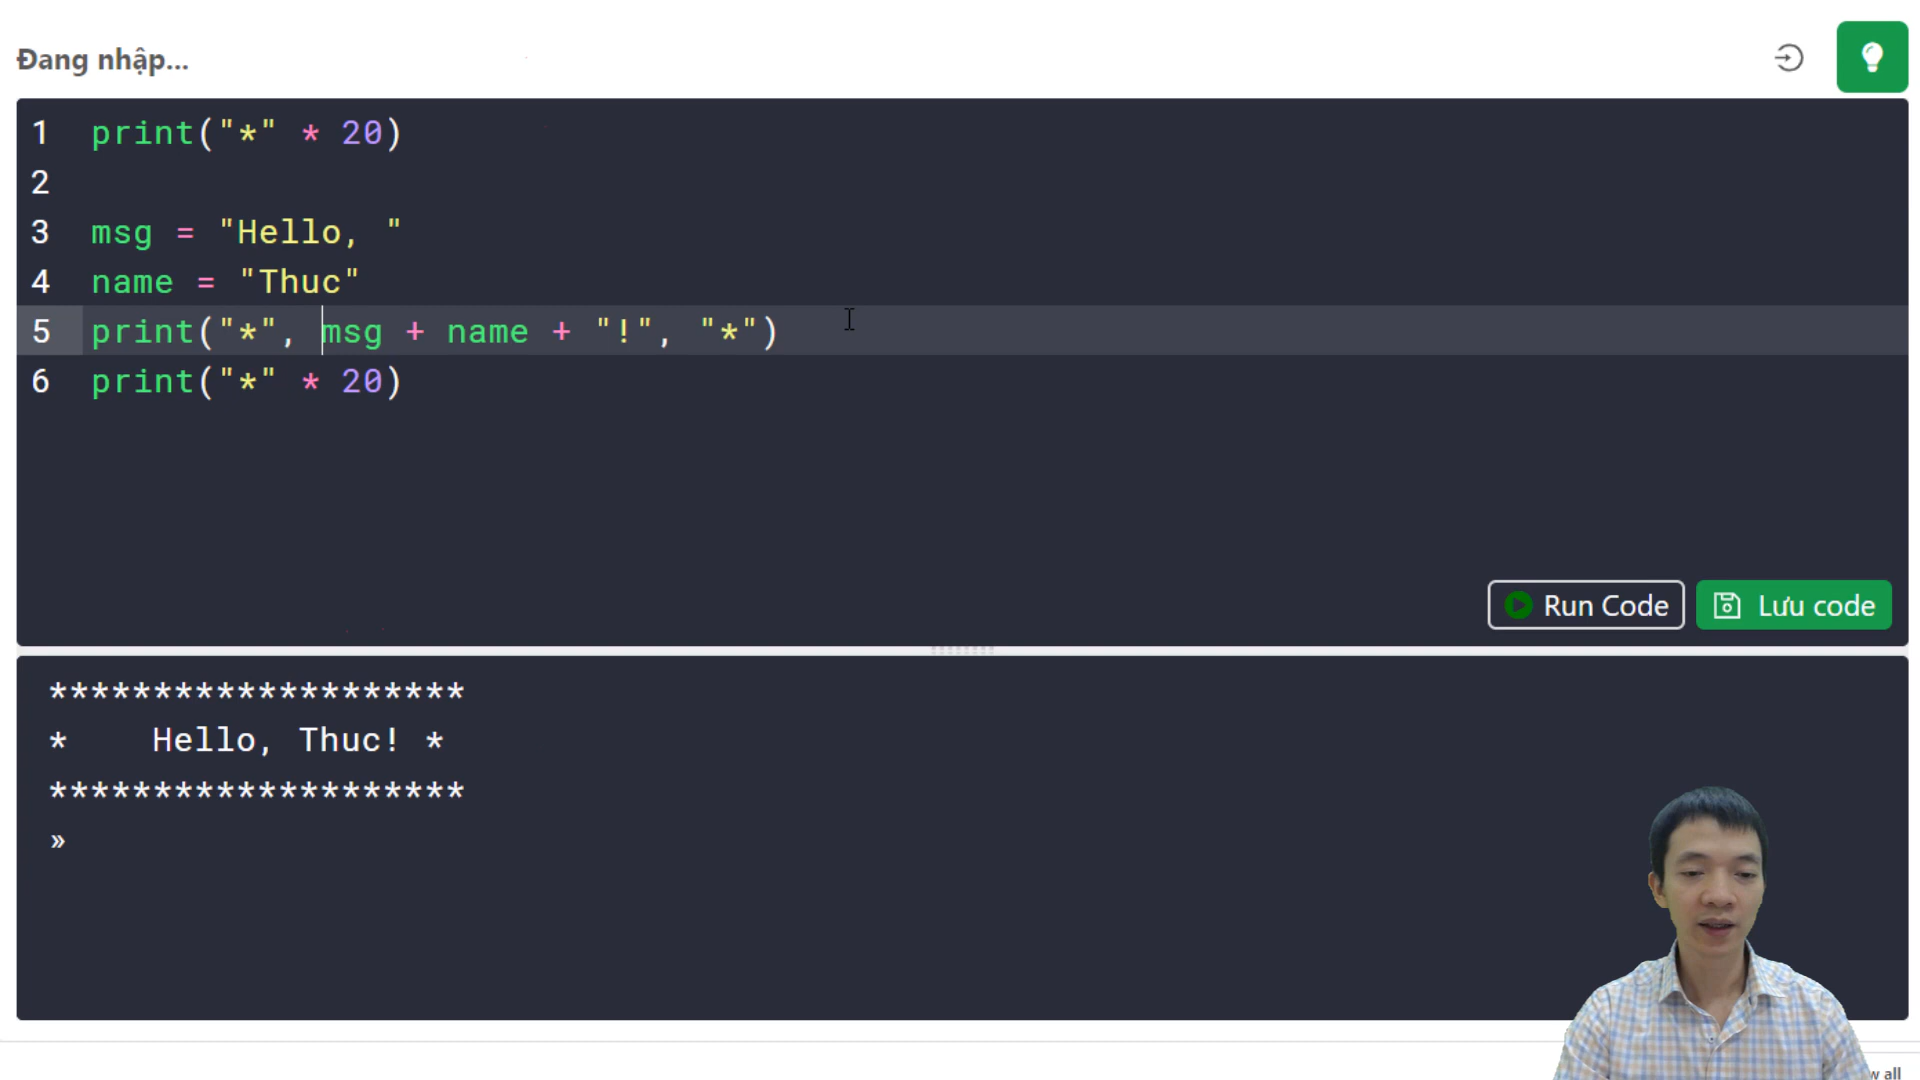 Đang nhập...
1 print("*" * 20)
2
3 msg = "Hello, "
4 name = "Thuc"
5 print("*", msg + name + "!", "*")
6 print("*" * 20)
Run Code
Lưu code
********************
*    Hello, Thuc! *
********************
»
all